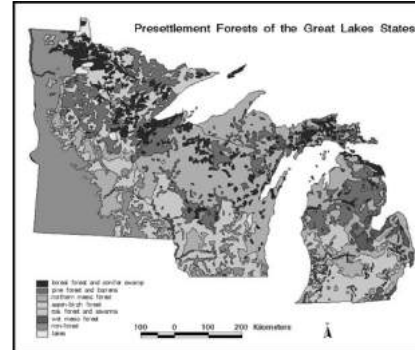 Presettlement Forests of the Great Lakes States
boreal forest and conifer swamp
pine forest and barrens
northern mesic forest
aspen-birch forest
oak forest and savanna
wet mesic forest
non-forest
lakes
100 0 100 200 Kilometers
N